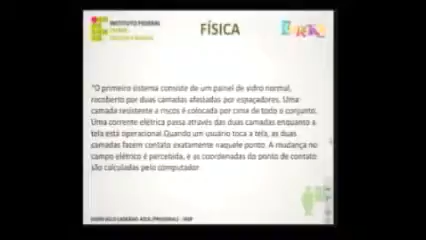 INSTITUTO FEDERAL
FÍSICA
"O primeiro sistema consiste de um painel de vidro normal,
recoberto por duas camadas afastadas por espaçadores. Uma
camada resistente a riscos é colocada por cima de todo o conjunto.
Uma corrente elétrica passa através das duas camadas enquanto a
tela está operacional.Quando um usuário toca a tela, as duas
camadas fazem contato exatamente naquele ponto. A mudança no
campo elétrico é percebida, e as coordenadas do ponto de contato
são calculadas pelo computador